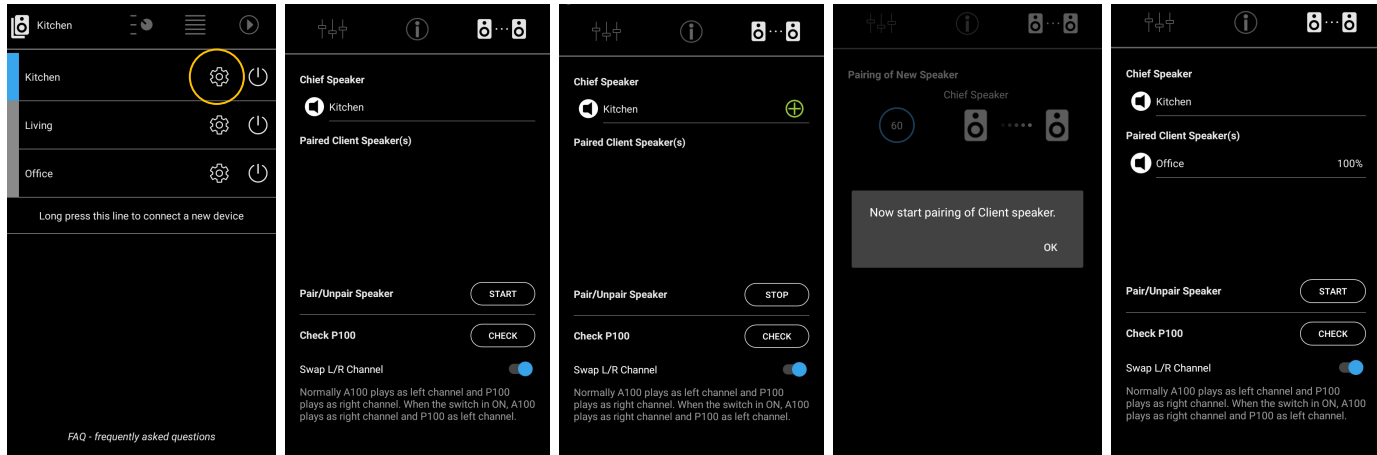 Kitchen
Kitchen
Living
Office
Long press this line to connect a new device
FAQ - frequently asked questions
Chief Speaker
Kitchen
Paired Client Speaker(s)
Pair/Unpair Speaker
START
Check P100
CHECK
Swap L/R Channel
Normally A100 plays as left channel and P100
plays as right channel. When the switch in ON, A100
plays as right channel and P100 as left channel.
Chief Speaker
Kitchen
Paired Client Speaker(s)
Pair/Unpair Speaker
STOP
Check P100
CHECK
Swap L/R Channel
Normally A100 plays as left channel and P100
plays as right channel. When the switch in ON, A100
plays as right channel and P100 as left channel.
Pairing of New Speaker
Chief Speaker
60
Now start pairing of Client speaker.
OK
Chief Speaker
Kitchen
Paired Client Speaker(s)
Office 100%
Pair/Unpair Speaker
START
Check P100
CHECK
Swap L/R Channel
Normally A100 plays as left channel and P100
plays as right channel. When the switch in ON, A100
plays as right channel and P100 as left channel.